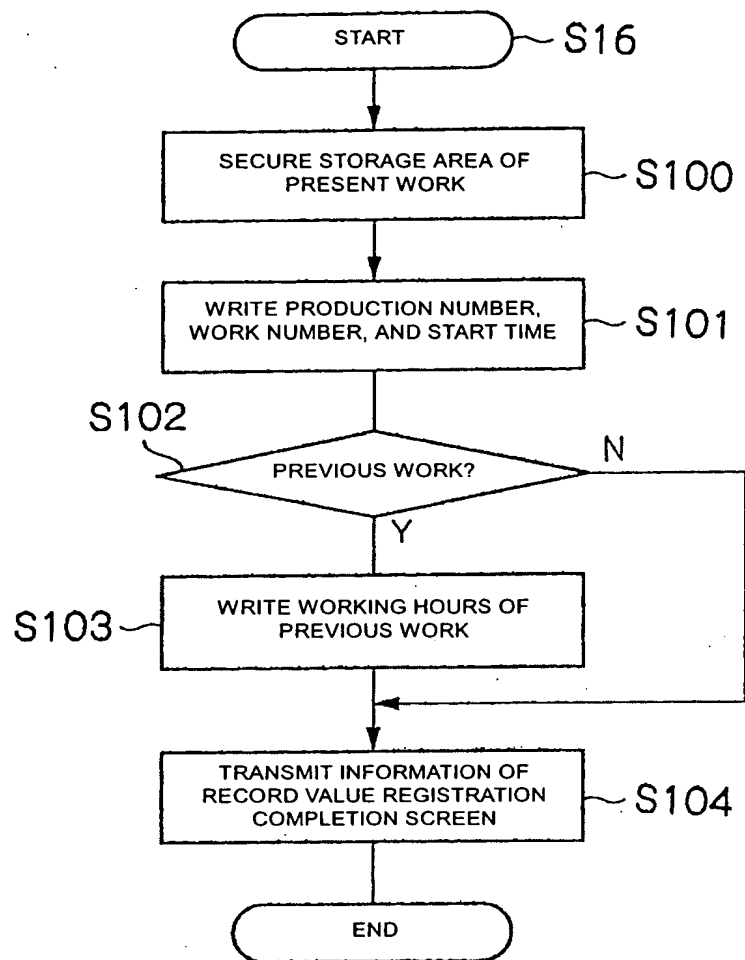 START
S16
SECURE STORAGE AREA OF
PRESENT WORK
S100
WRITE PRODUCTION NUMBER,
WORK NUMBER, AND START TIME
S101
S102
PREVIOUS WORK?
N
Y
WRITE WORKING HOURS OF
PREVIOUS WORK
S103
TRANSMIT INFORMATION OF
RECORD VALUE REGISTRATION
COMPLETION SCREEN
S104
END